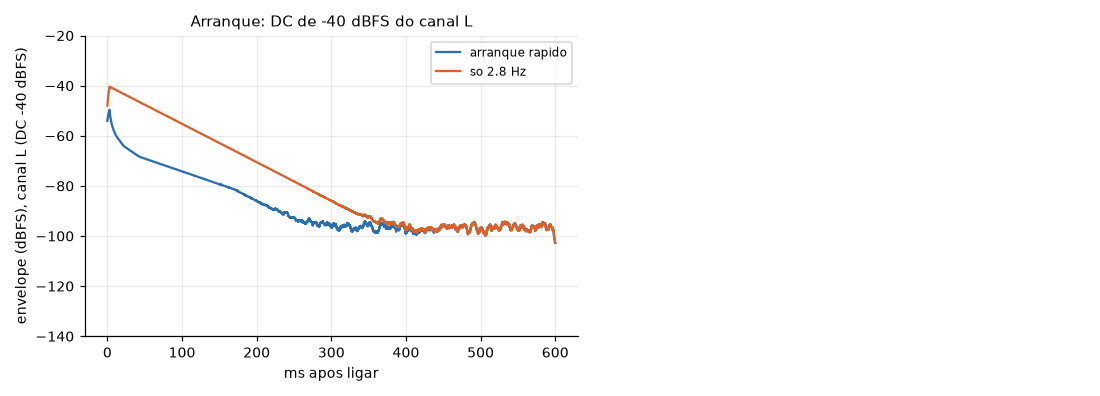 Arranque: DC de -40 dBFS do canal L
envelope (dBFS), canal L (DC -40 dBFS)
−20
−40
−60
−80
−100
−120
−140
arranque rapido
so 2.8 Hz
0 100 200 300 400 500 600
ms apos ligar